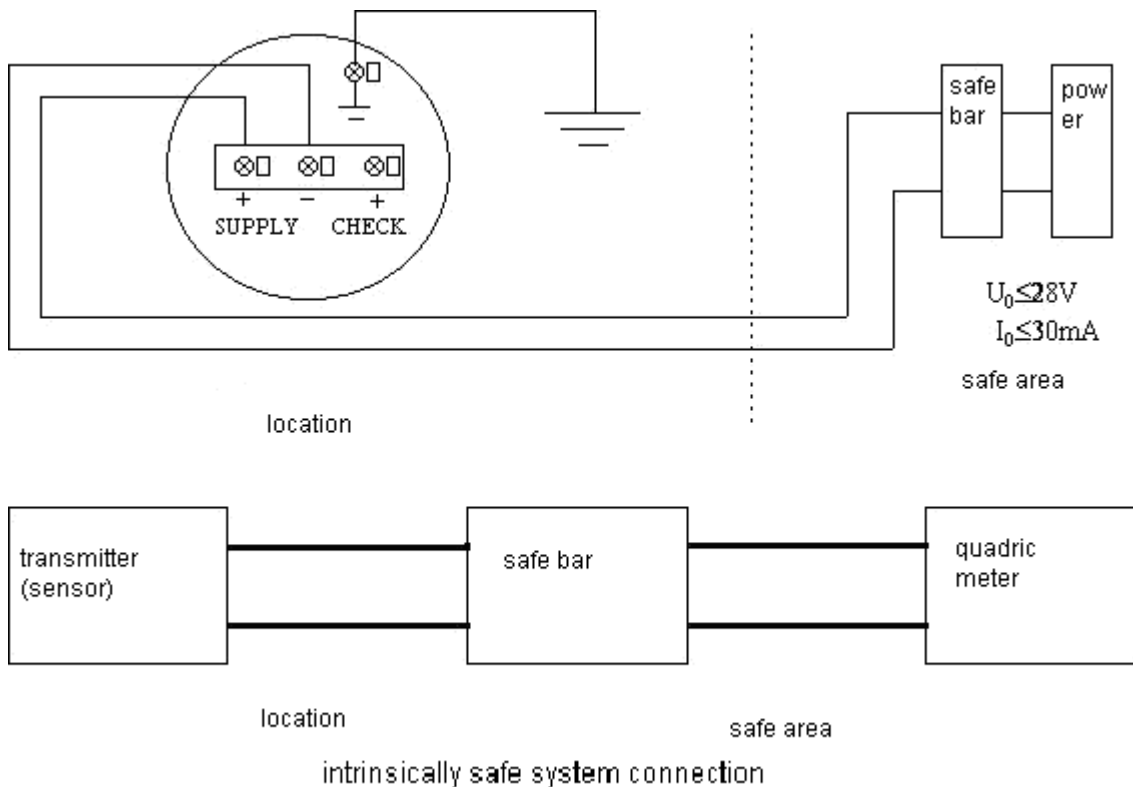 safe
bar
pow
er
+ - +
SUPPLY CHECK
U₀≤28V
I₀≤30mA
safe area
location
transmitter
(sensor)
safe bar
quadric
meter
location
safe area
intrinsically safe system connection